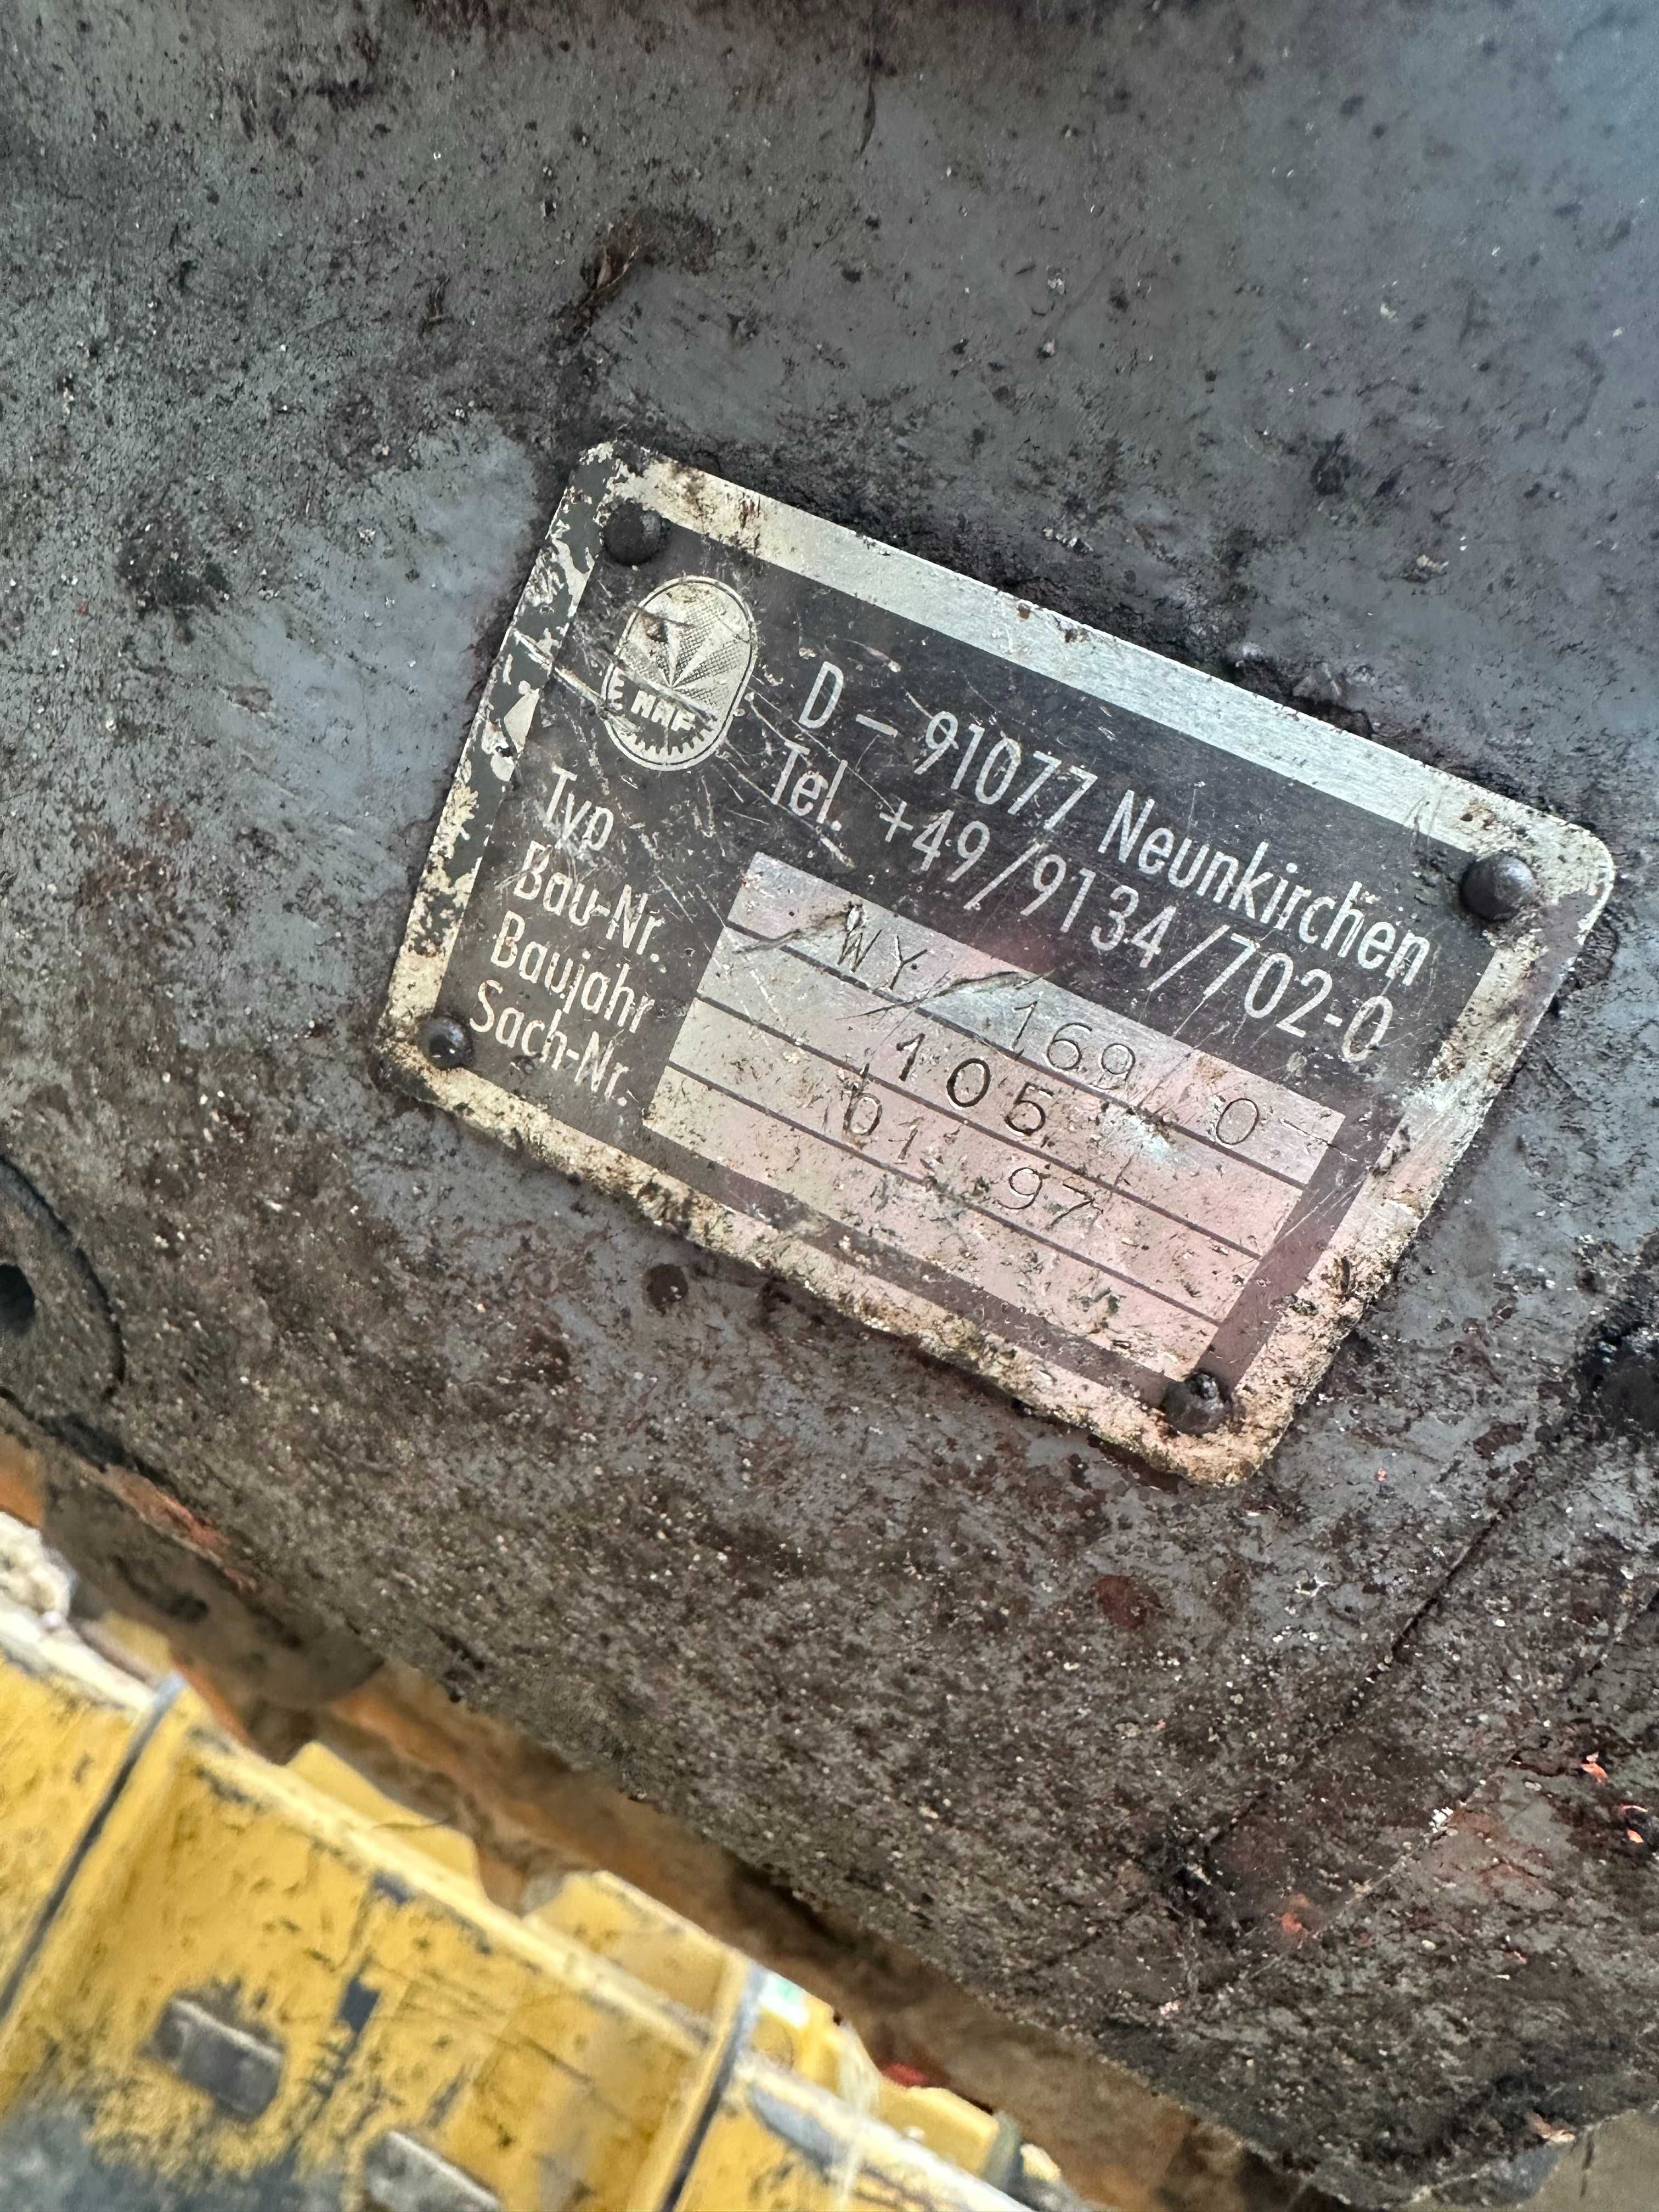 EMMF
D – 91077 Neunkirchen
Tel. +49/9134/702-0
Typ WY 169 0
Bau-Nr. 105
Baujahr 01 97
Sach-Nr.